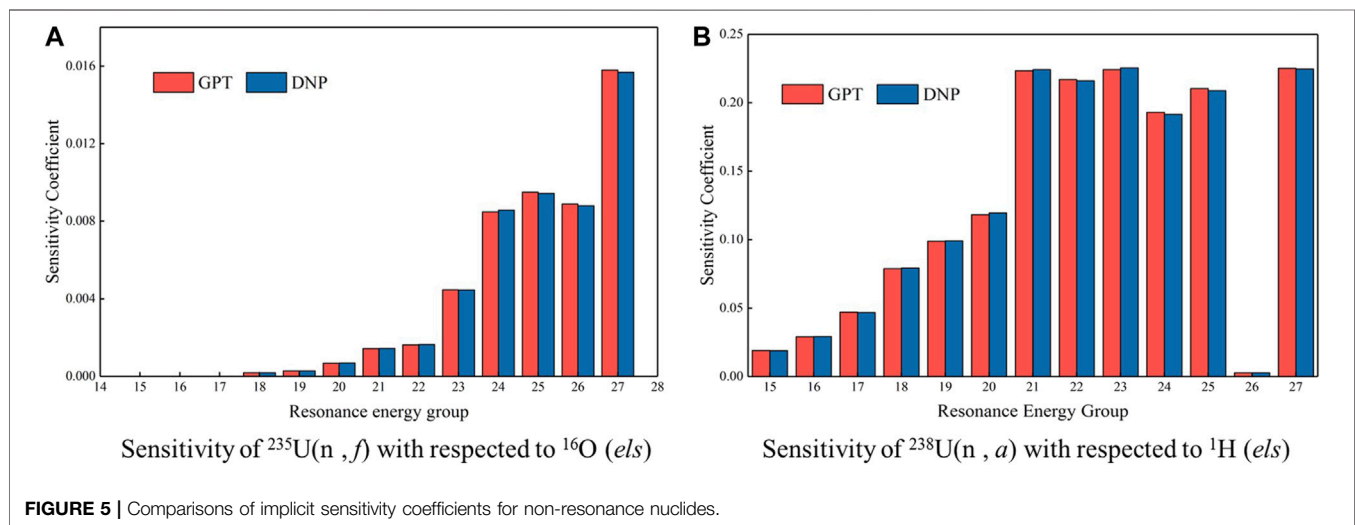 A
GPT
DNP
0.016
0.012
0.008
0.004
0.000
Sensitivity Coefficient
14 15 16 17 18 19 20 21 22 23 24 25 26 27 28
Resonance energy group
Sensitivity of ²³⁵U(n , f) with respected to ¹⁶O (els)
B
GPT
DNP
0.25
0.20
0.15
0.10
0.05
0.00
Sensitivity Coefficient
15 16 17 18 19 20 21 22 23 24 25 26 27
Resonance Energy Group
Sensitivity of ²³⁸U(n , a) with respected to ¹H (els)
FIGURE 5 | Comparisons of implicit sensitivity coefficients for non-resonance nuclides.